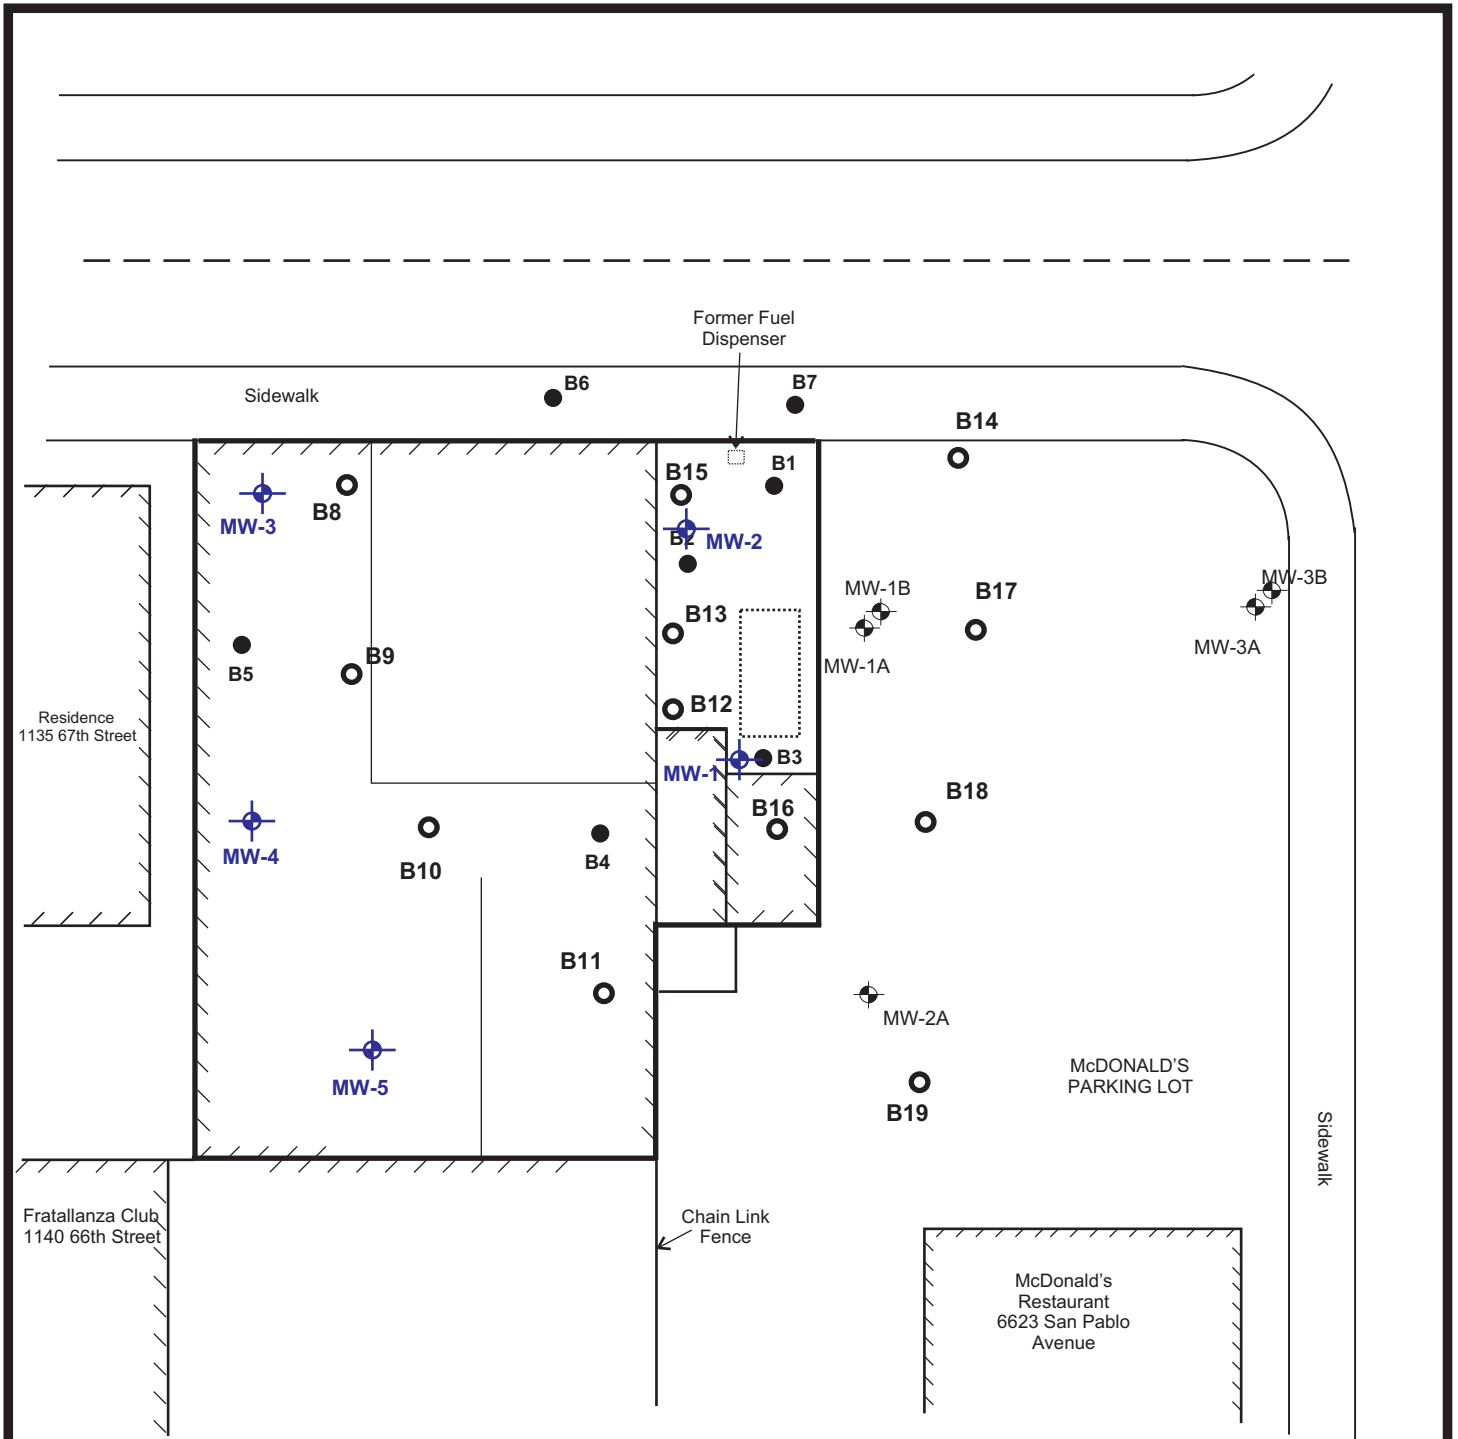 Former Fuel
Dispenser
Sidewalk
B6
B7
B14
B15
B1
MW-3
B8
B2
MW-2
MW-1B
B17
MW-3B
B13
MW-3A
MW-1A
B5
B9
B12
Residence
1135 67th Street
MW-1
B3
B16
B18
MW-4
B10
B4
B11
MW-2A
McDONALD'S
PARKING LOT
MW-5
B19
Sidewalk
Fratallanza Club
1140 66th Street
Chain Link
Fence
McDonald's
Restaurant
6623 San Pablo
Avenue